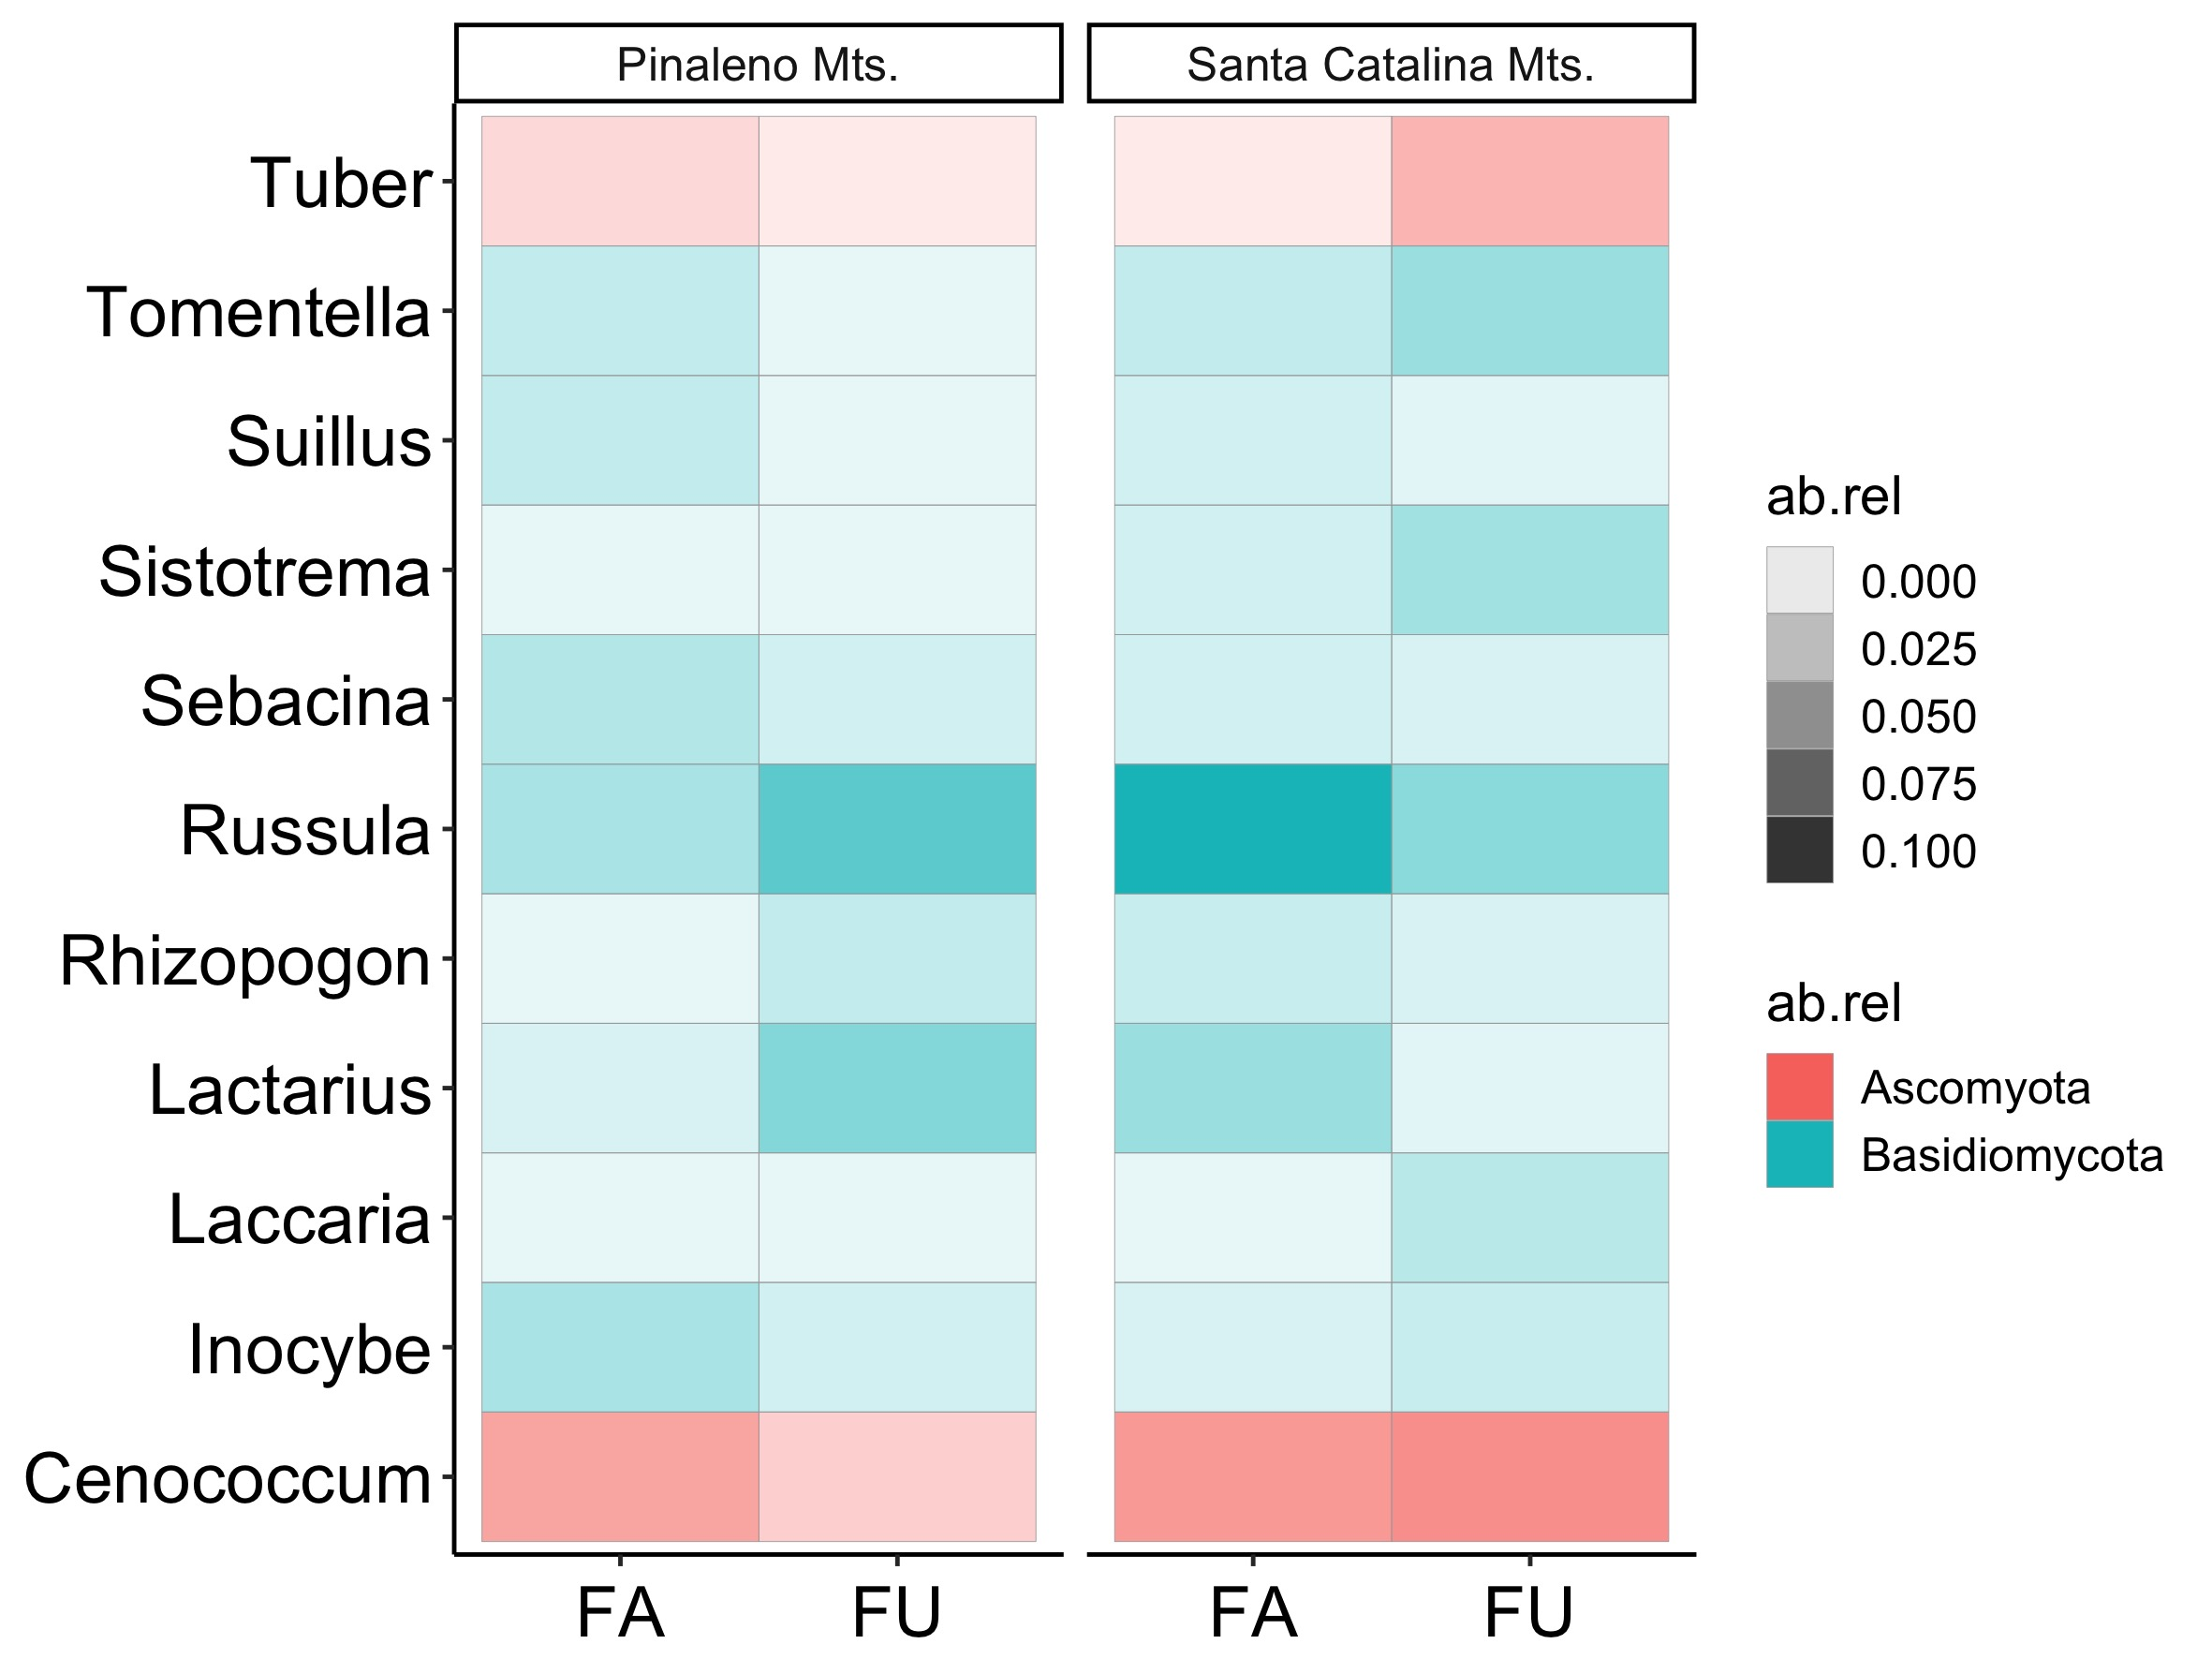 Pinaleno Mts.
Santa Catalina Mts.
Tuber
Tomentella
Suillus
Sistotrema
Sebacina
Russula
Rhizopogon
Lactarius
Laccaria
Inocybe
Cenococcum
FA
FU
FA
FU
ab.rel
0.000
0.025
0.050
0.075
0.100
ab.rel
Ascomyota
Basidiomycota